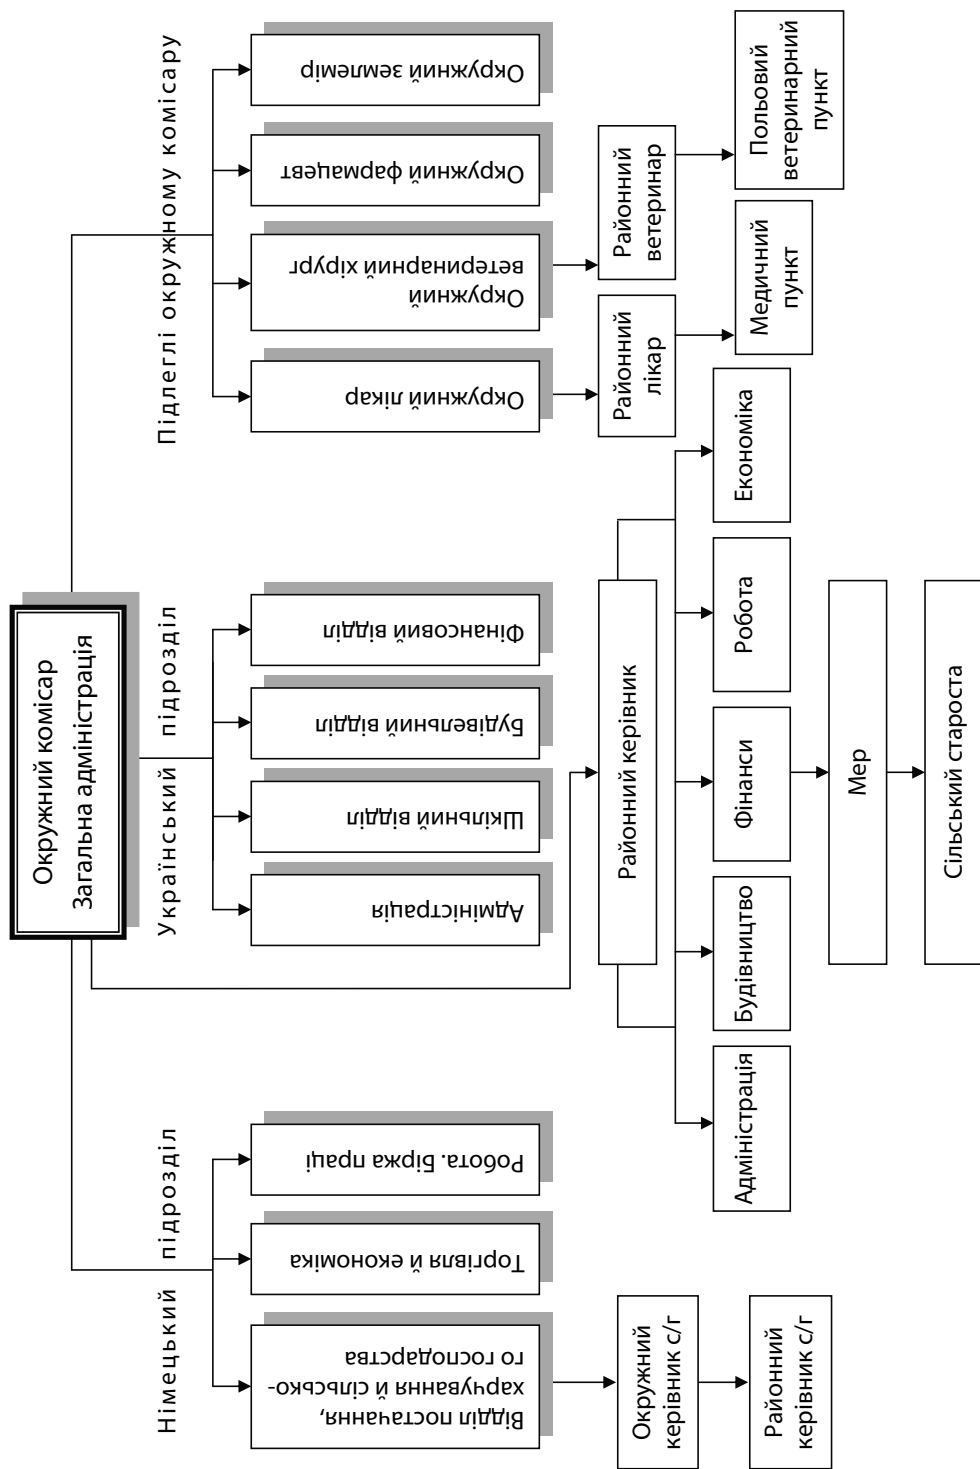 Окружний комісар
Загальна адміністрація
Німецький підрозділ
Український підрозділ
Підлеглі окружному комісару
Відділ постачання,
харчування й сільсько-
го господарства
Торгівля й економіка
Робота. Біржа праці
Адміністрація
Шкільний відділ
Будівельний відділ
Фінансовий відділ
Окружний лікар
Окружний
ветеринарний хірург
Окружний фармацевт
Окружний землемір
Окружний
керівник с/г
Районний
керівник с/г
Районний керівник
Районний
лікар
Районний
ветеринар
Адміністрація
Будівництво
Фінанси
Робота
Економіка
Медичний
пункт
Польовий
ветеринарний
пункт
Мер
Сільський староста